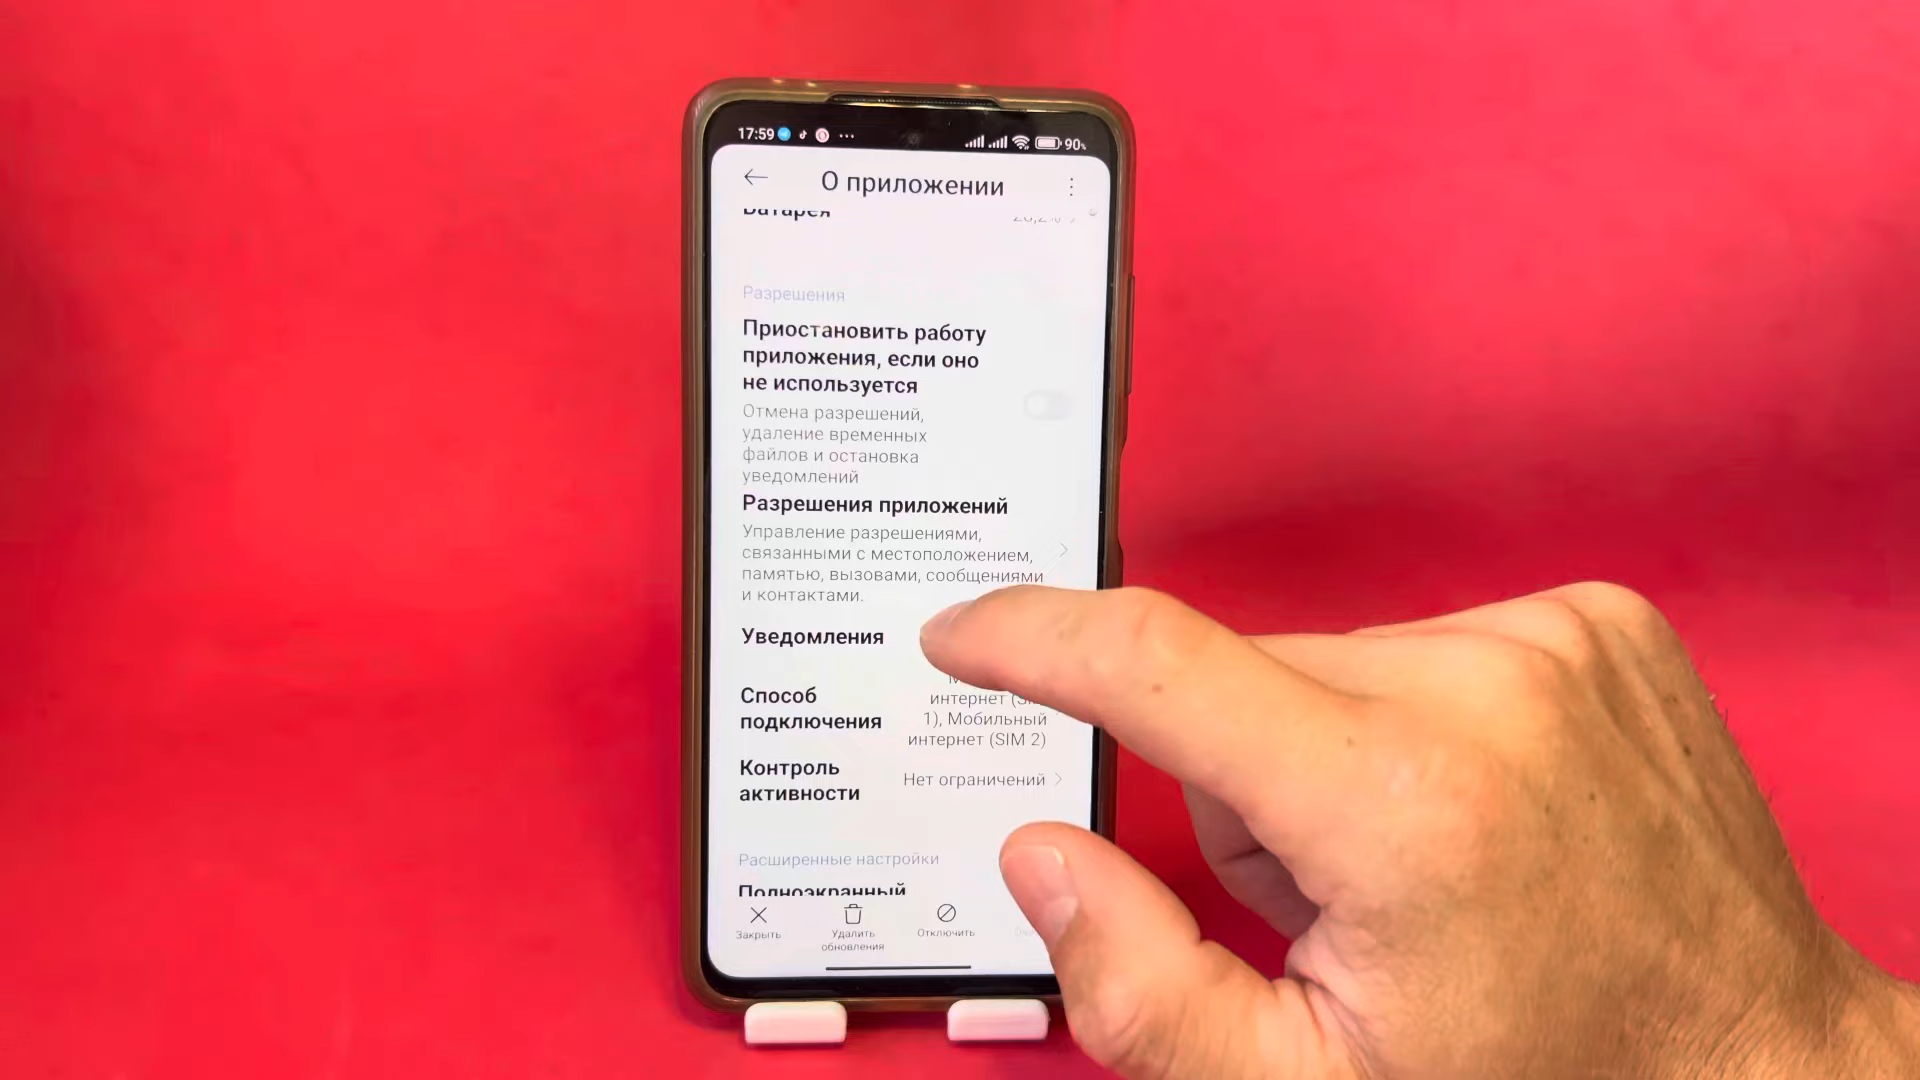 17:59 ...
90%
О приложении
Батарея
Разрешения
Приостановить работу
приложения, если оно
не используется
Отмена разрешений,
удаление временных
файлов и остановка
уведомлений
Разрешения приложений
Управление разрешениями,
связанными с местоположением,
памятью, вызовами, сообщениями
и контактами.
Уведомления
Способ
подключения
интернет
1), Мобильный
интернет (SIM 2)
Контроль
активности
Нет ограничений
Расширенные настройки
Полноэкранный
Закрыть
Удалить
обновления
Отключить